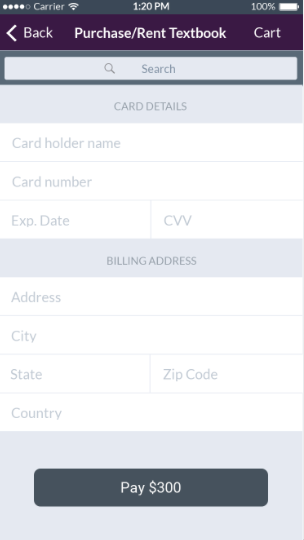 Carrier 1:20 PM 100%
Back Purchase/Rent Textbook Cart
Search
CARD DETAILS
Card holder name
Card number
Exp. Date CVV
BILLING ADDRESS
Address
City
State Zip Code
Country
Pay $300